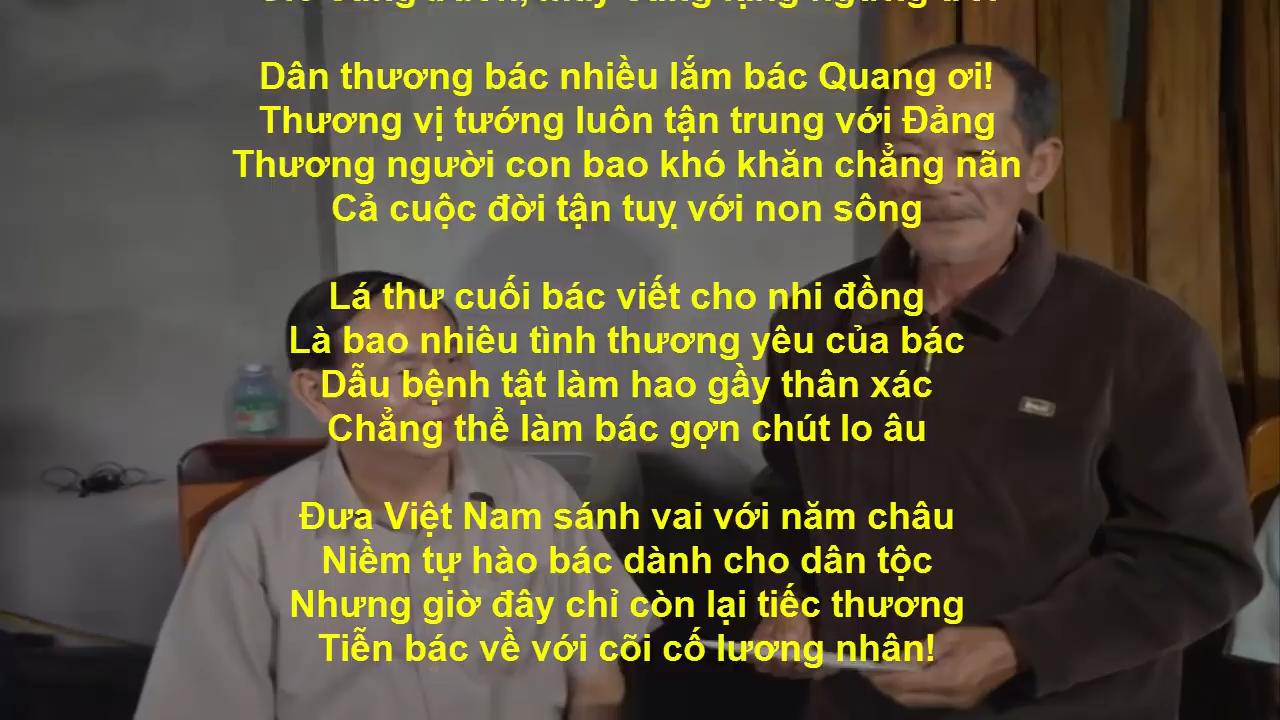 Dân thương bác nhiều lắm bác Quang ơi!
Thương vị tướng luôn tận trung với Đảng
Thương người con bao khó khăn chẳng nãn
Cả cuộc đời tận tuỵ với non sông
Lá thư cuối bác viết cho nhi đồng
Là bao nhiêu tình thương yêu của bác
Dẫu bệnh tật làm hao gầy thân xác
Chẳng thể làm bác gợn chút lo âu
Đưa Việt Nam sánh vai với năm châu
Niềm tự hào bác dành cho dân tộc
Nhưng giờ đây chỉ còn lại tiếc thương
Tiễn bác về với cõi cố lương nhân!